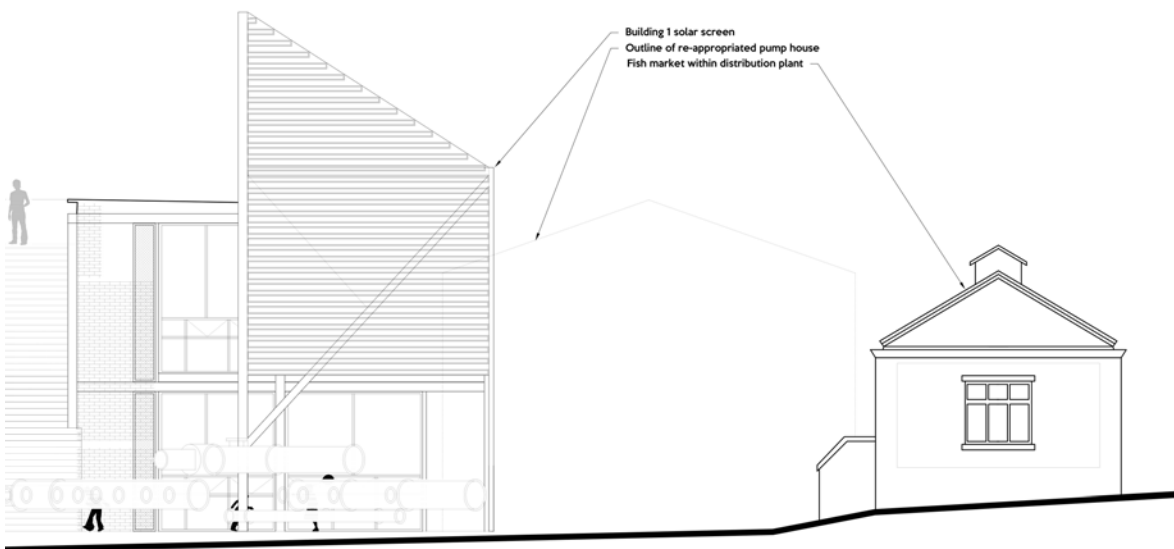 Building 1 solar screen
Outline of re-appropriated pump house
Fish market within distribution plant